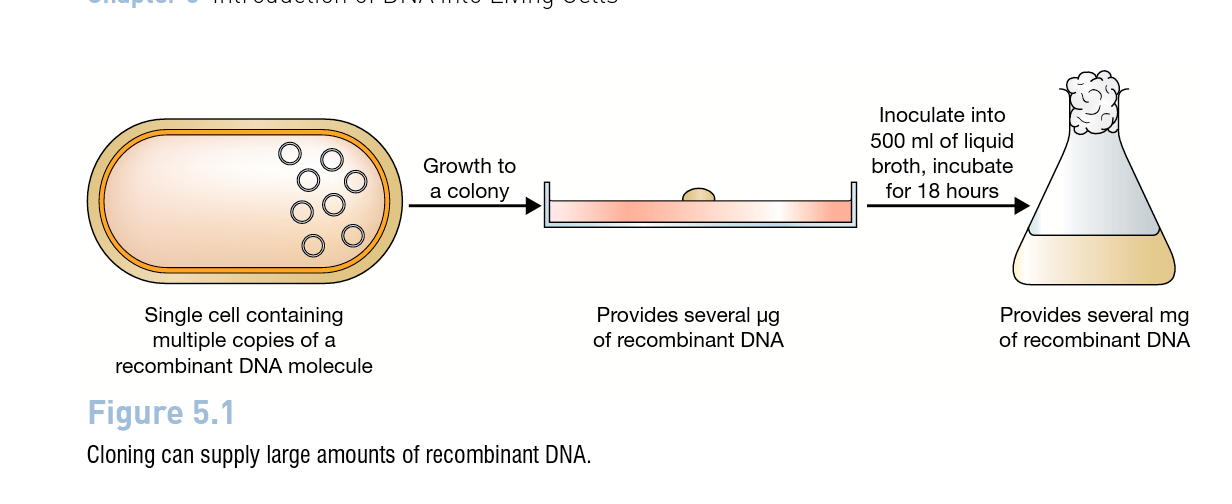 Chapter 5 Introduction of DNA into Living Cells
Growth to
a colony
Inoculate into
500 ml of liquid
broth, incubate
for 18 hours
Single cell containing
multiple copies of a
recombinant DNA molecule
Provides several µg
of recombinant DNA
Provides several mg
of recombinant DNA
Figure 5.1
Cloning can supply large amounts of recombinant DNA.